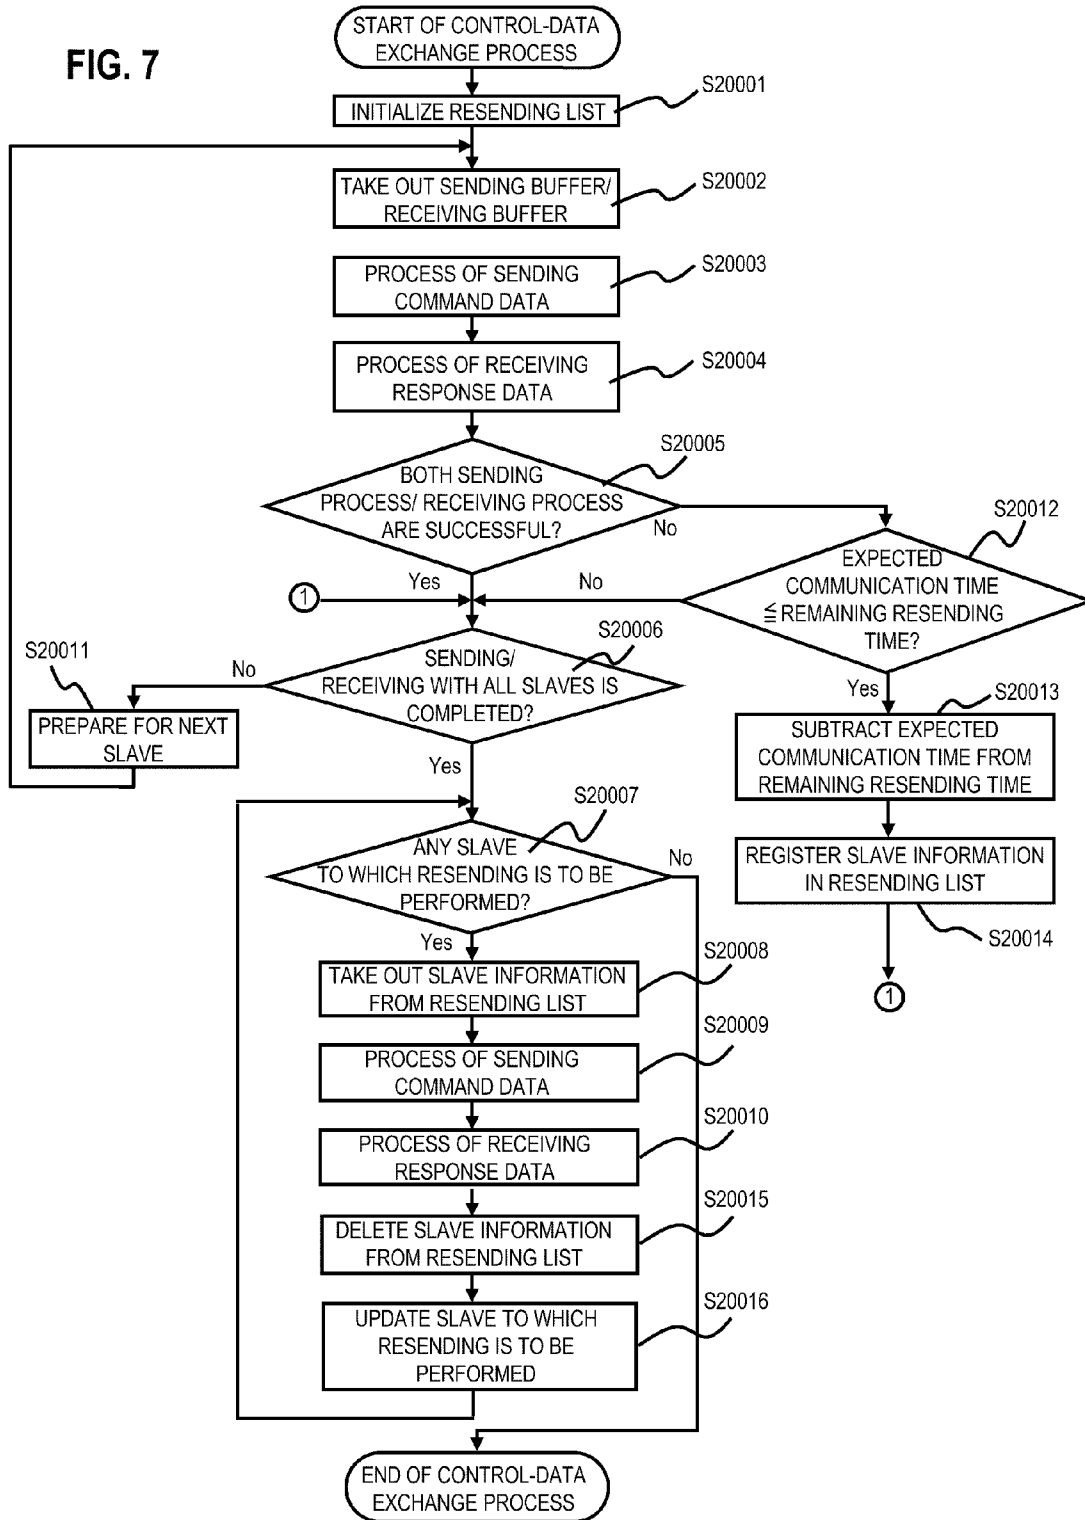 FIG. 7
START OF CONTROL-DATA
EXCHANGE PROCESS
S20001
INITIALIZE RESENDING LIST
S20002
TAKE OUT SENDING BUFFER/
RECEIVING BUFFER
S20003
PROCESS OF SENDING
COMMAND DATA
S20004
PROCESS OF RECEIVING
RESPONSE DATA
S20005
BOTH SENDING
PROCESS/ RECEIVING PROCESS
ARE SUCCESSFUL?
No
Yes
S20012
EXPECTED
COMMUNICATION TIME
≦ REMAINING RESENDING
TIME?
No
Yes
1
S20006
SENDING/
RECEIVING WITH ALL SLAVES IS
COMPLETED?
No
Yes
S20011
PREPARE FOR NEXT
SLAVE
S20013
SUBTRACT EXPECTED
COMMUNICATION TIME FROM
REMAINING RESENDING TIME
REGISTER SLAVE INFORMATION
IN RESENDING LIST
S20014
1
S20007
ANY SLAVE
TO WHICH RESENDING IS TO BE
PERFORMED?
No
Yes
S20008
TAKE OUT SLAVE INFORMATION
FROM RESENDING LIST
S20009
PROCESS OF SENDING
COMMAND DATA
S20010
PROCESS OF RECEIVING
RESPONSE DATA
S20015
DELETE SLAVE INFORMATION
FROM RESENDING LIST
S20016
UPDATE SLAVE TO WHICH
RESENDING IS TO BE
PERFORMED
END OF CONTROL-DATA
EXCHANGE PROCESS